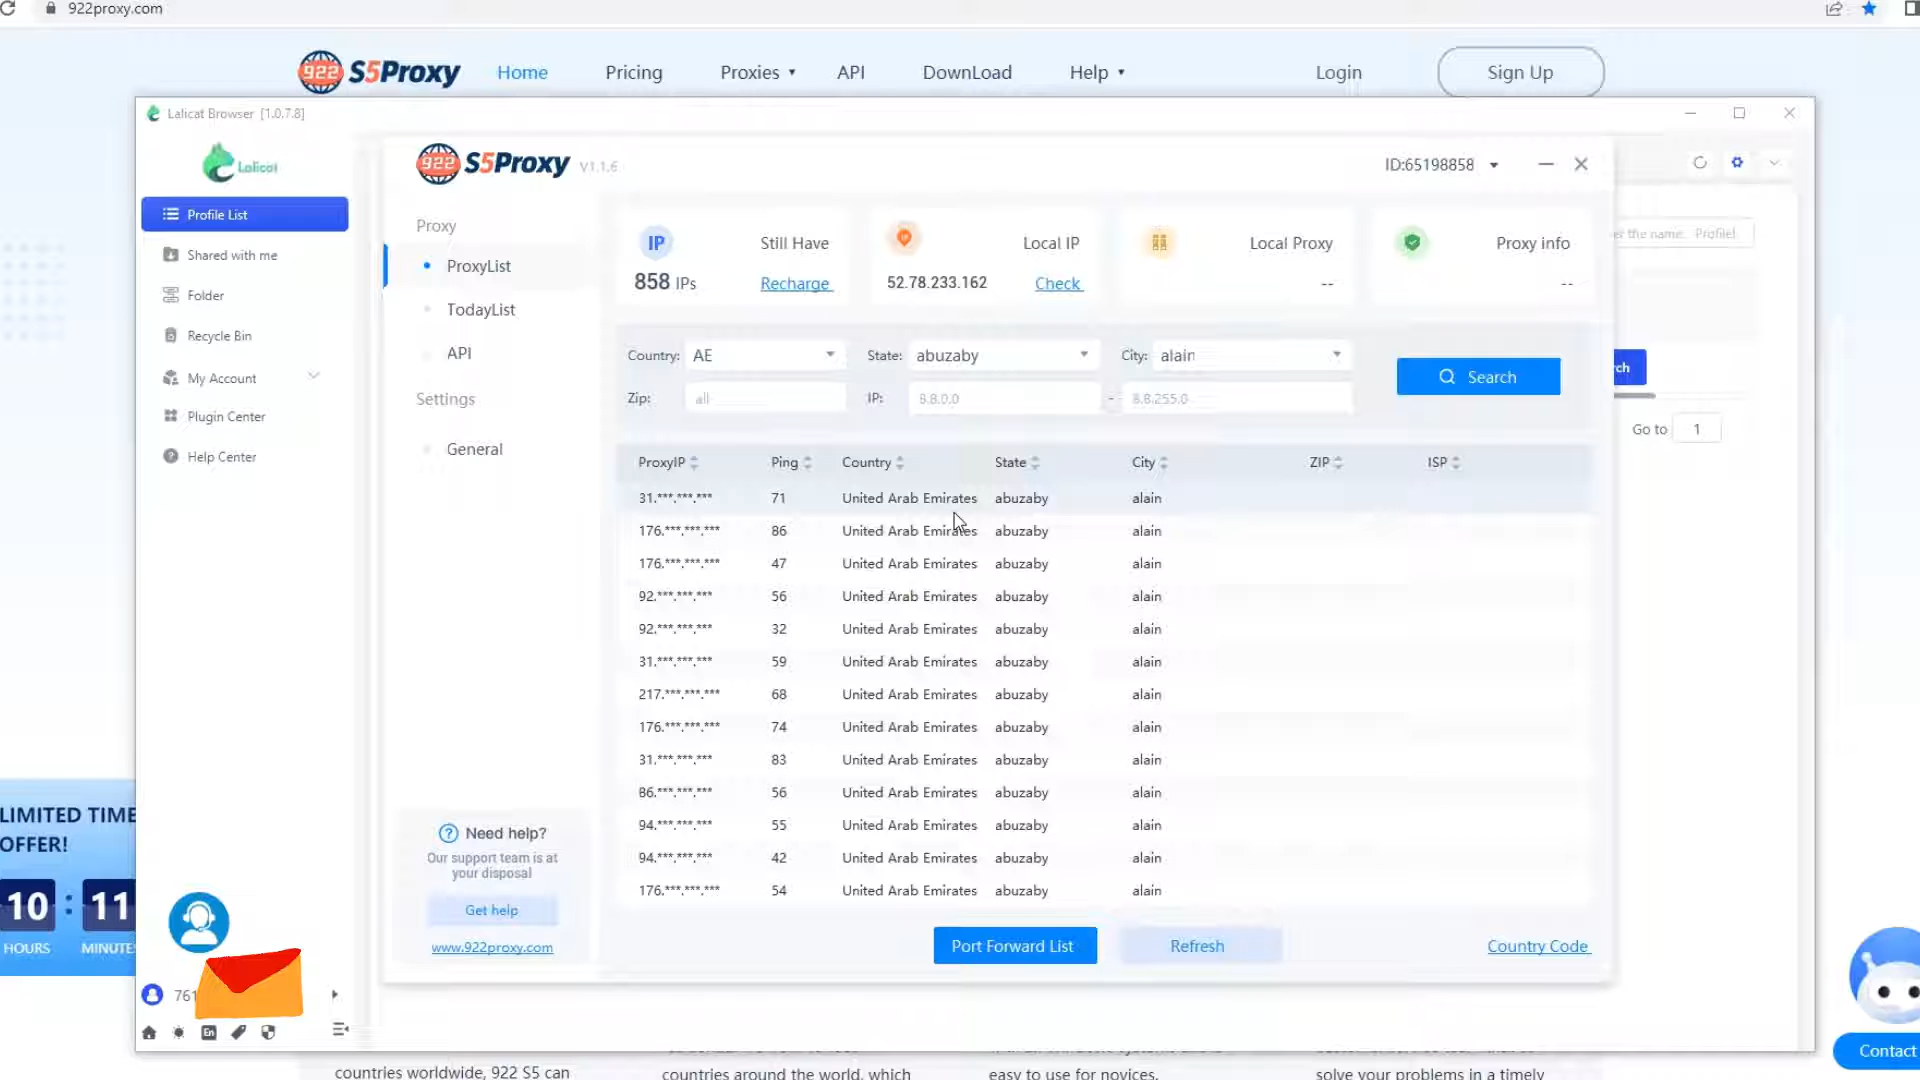 922proxy.com
922 S5Proxy
Home
Pricing
Proxies
API
DownLoad
Help
Login
Sign Up
Lalicat Browser [1.0.7.8]
Lalicat
922 S5Proxy V1.1.6
ID:65198858
Profile List
Shared with me
Folder
Recycle Bin
My Account
Plugin Center
Help Center
Proxy
ProxyList
TodayList
API
Settings
General
IP
Still Have
858 IPs
Recharge
Local IP
52.78.233.162
Check
Local Proxy
--
Proxy info
--
the name: Profile1
Country: AE
State: abuzaby
City: alain
Search
Zip: all
IP: 8.8.0.0 - 8.8.255.0
Go to 1
ProxyIP Ping Country State City ZIP ISP
31.***.***.*** 71 United Arab Emirates abuzaby alain
176.***.***.*** 86 United Arab Emirates abuzaby alain
176.***.***.*** 47 United Arab Emirates abuzaby alain
92.***.***.*** 56 United Arab Emirates abuzaby alain
92.***.***.*** 32 United Arab Emirates abuzaby alain
31.***.***.*** 59 United Arab Emirates abuzaby alain
217.***.***.*** 68 United Arab Emirates abuzaby alain
176.***.***.*** 74 United Arab Emirates abuzaby alain
31.***.***.*** 83 United Arab Emirates abuzaby alain
86.***.***.*** 56 United Arab Emirates abuzaby alain
94.***.***.*** 55 United Arab Emirates abuzaby alain
94.***.***.*** 42 United Arab Emirates abuzaby alain
176.***.***.*** 54 United Arab Emirates abuzaby alain
Need help?
Our support team is at
your disposal
Get help
www.922proxy.com
Port Forward List
Refresh
Country Code
LIMITED TIME
OFFER!
10 : 11
HOURS MINUTES
761
En
Contact
countries worldwide, 922 S5 can
countries around the world, which
easy to use for novices.
solve your problems in a timely